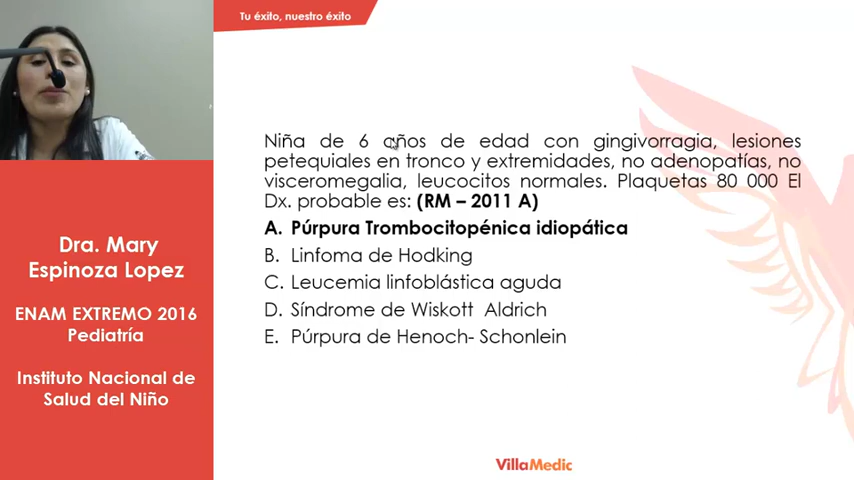 Tu éxito, nuestro éxito
Niña de 6 años de edad con gingivorragia, lesiones
petequiales en tronco y extremidades, no adenopatías, no
visceromegalia, leucocitos normales. Plaquetas 80 000 El
Dx. probable es: (RM – 2011 A)
A. Púrpura Trombocitopénica idiopática
B. Linfoma de Hodking
C. Leucemia linfoblástica aguda
D. Síndrome de Wiskott Aldrich
E. Púrpura de Henoch- Schonlein
Dra. Mary
Espinoza Lopez
ENAM EXTREMO 2016
Pediatría
Instituto Nacional de
Salud del Niño
VillaMedic